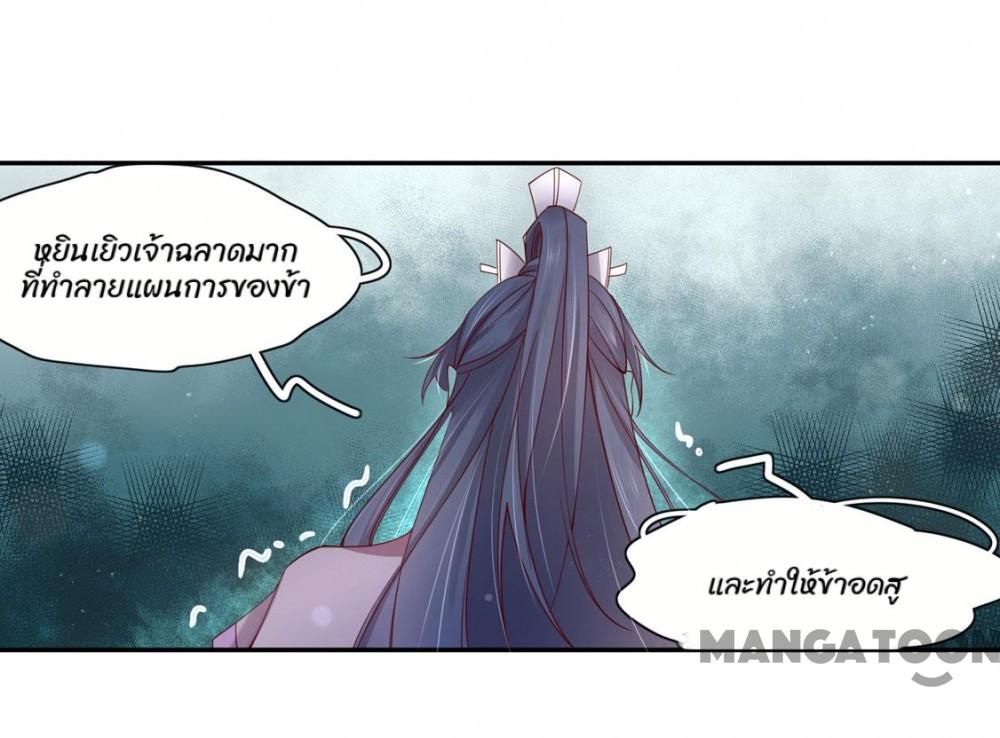 หยินเยิวเจ้าฉลาดมาก
ที่ทำลายแผนการของข้า
และทำให้ข้าอดสู
MANGATOON